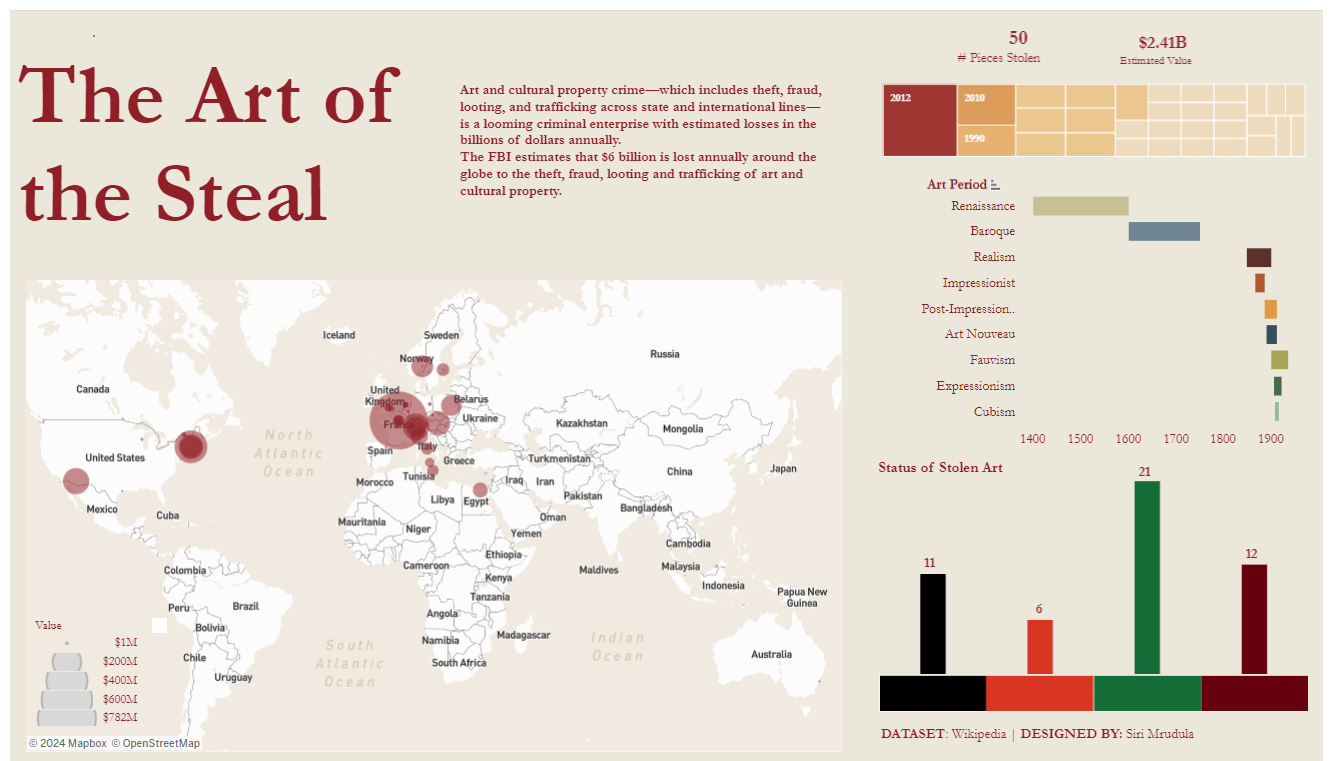 The Art of
the Steal
Art and cultural property crime—which includes theft, fraud,
looting, and trafficking across state and international lines—
is a looming criminal enterprise with estimated losses in the
billions of dollars annually.
The FBI estimates that $6 billion is lost annually around the
globe to the theft, fraud, looting and trafficking of art and
cultural property.
50
# Pieces Stolen
$2.41B
Estimated Value
2012
2010
1990
Art Period
Renaissance
Baroque
Realism
Impressionist
Post-Impression..
Art Nouveau
Fauvism
Expressionism
Cubism
1400 1500 1600 1700 1800 1900
Iceland
Sweden
Norway
Russia
Canada
United
Kingdom
Belarus
Ukraine
France
Kazakhstan
Mongolia
North
Atlantic
Ocean
United States
Spain
Italy
Greece
Turkmenistan
China
Japan
Morocco
Tunisia
Iraq
Iran
Pakistan
Mexico
Cuba
Libya
Egypt
Bangladesh
Oman
Mauritania
Niger
Yemen
Cambodia
Ethiopia
Colombia
Cameroon
Kenya
Maldives
Malaysia
Indonesia
Tanzania
Papua New
Guinea
Peru
Brazil
Angola
Bolivia
Namibia
Madagascar
Indian
Ocean
South
Atlantic
Ocean
Chile
South Africa
Australia
Uruguay
Value
$1M
$200M
$400M
$600M
$782M
© 2024 Mapbox © OpenStreetMap
Status of Stolen Art
11
6
21
12
DATASET: Wikipedia | DESIGNED BY: Siri Mrudula